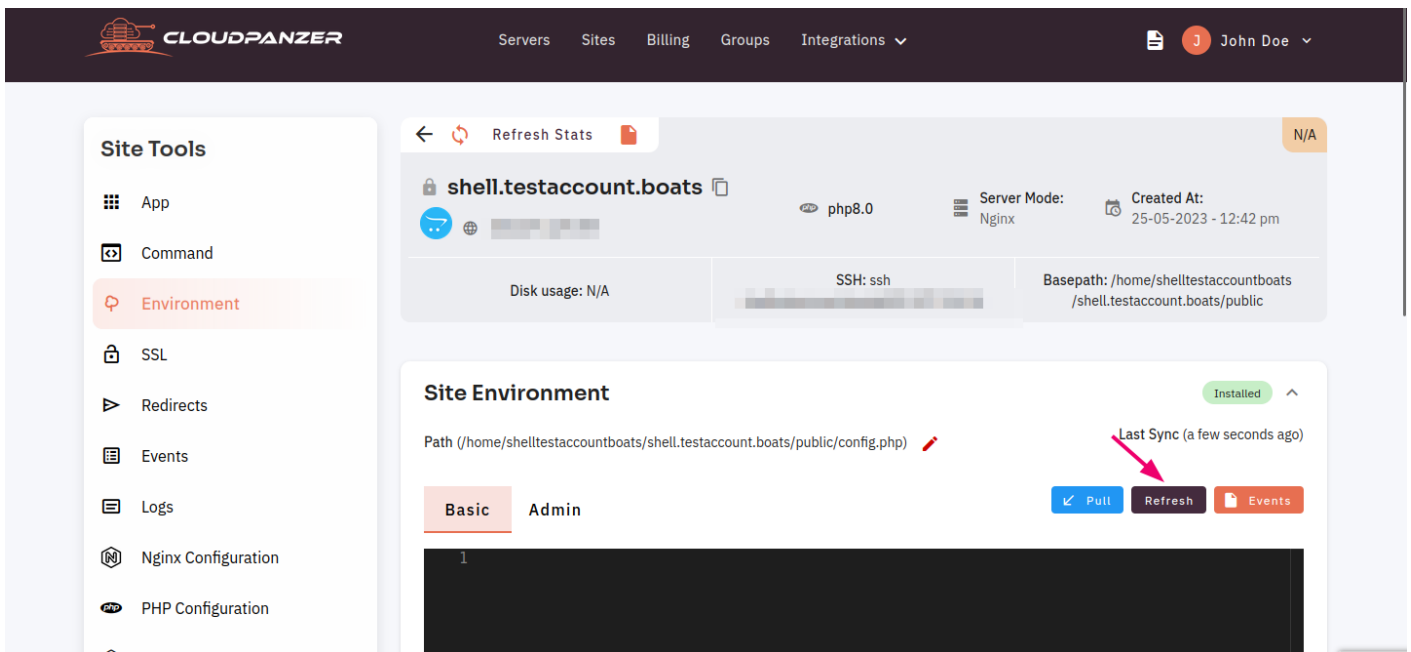 CLOUDPANZER
Servers Sites Billing Groups Integrations
J John Doe
Site Tools
App
Command
Environment
SSL
Redirects
Events
Logs
Nginx Configuration
php PHP Configuration
Refresh Stats
N/A
shell.testaccount.boats
php php8.0
Server Mode:
Nginx
Created At:
25-05-2023 - 12:42 pm
Disk usage: N/A
SSH: ssh
Basepath: /home/shelltestaccountboats
/shell.testaccount.boats/public
Site Environment
Installed
Path (/home/shelltestaccountboats/shell.testaccount.boats/public/config.php)
Last Sync (a few seconds ago)
Basic Admin
Pull Refresh Events
1